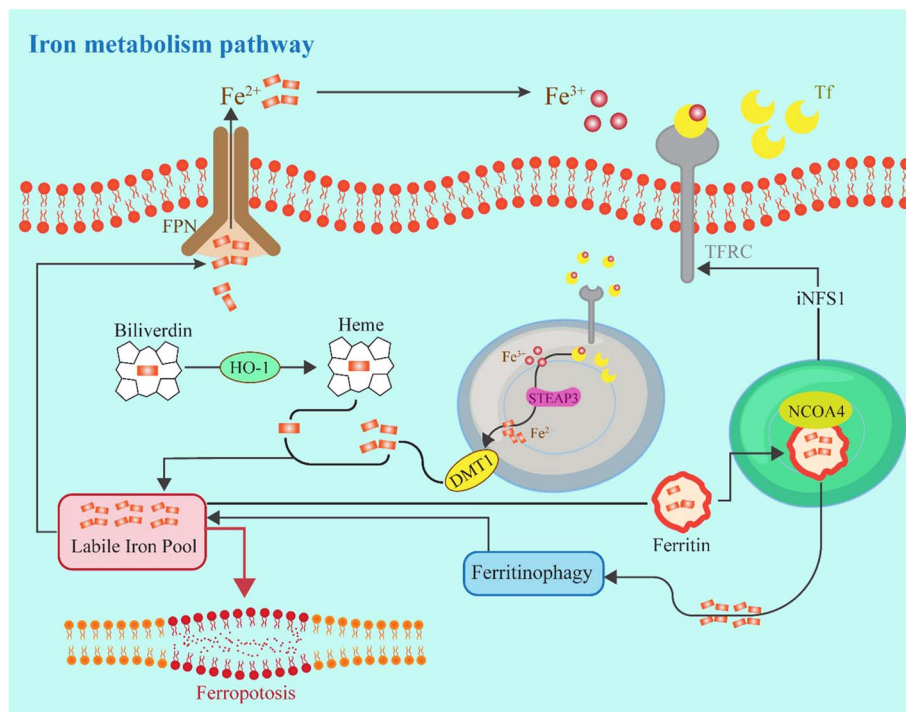 Iron metabolism pathway
Fe²⁺
Fe³⁺
Tf
FPN
TFRC
iNFS1
Biliverdin
HO-1
Heme
Fe³⁺
STEAP3
Fe²
DMT1
NCOA4
Labile Iron Pool
Ferritin
Ferritinophagy
Ferropotosis